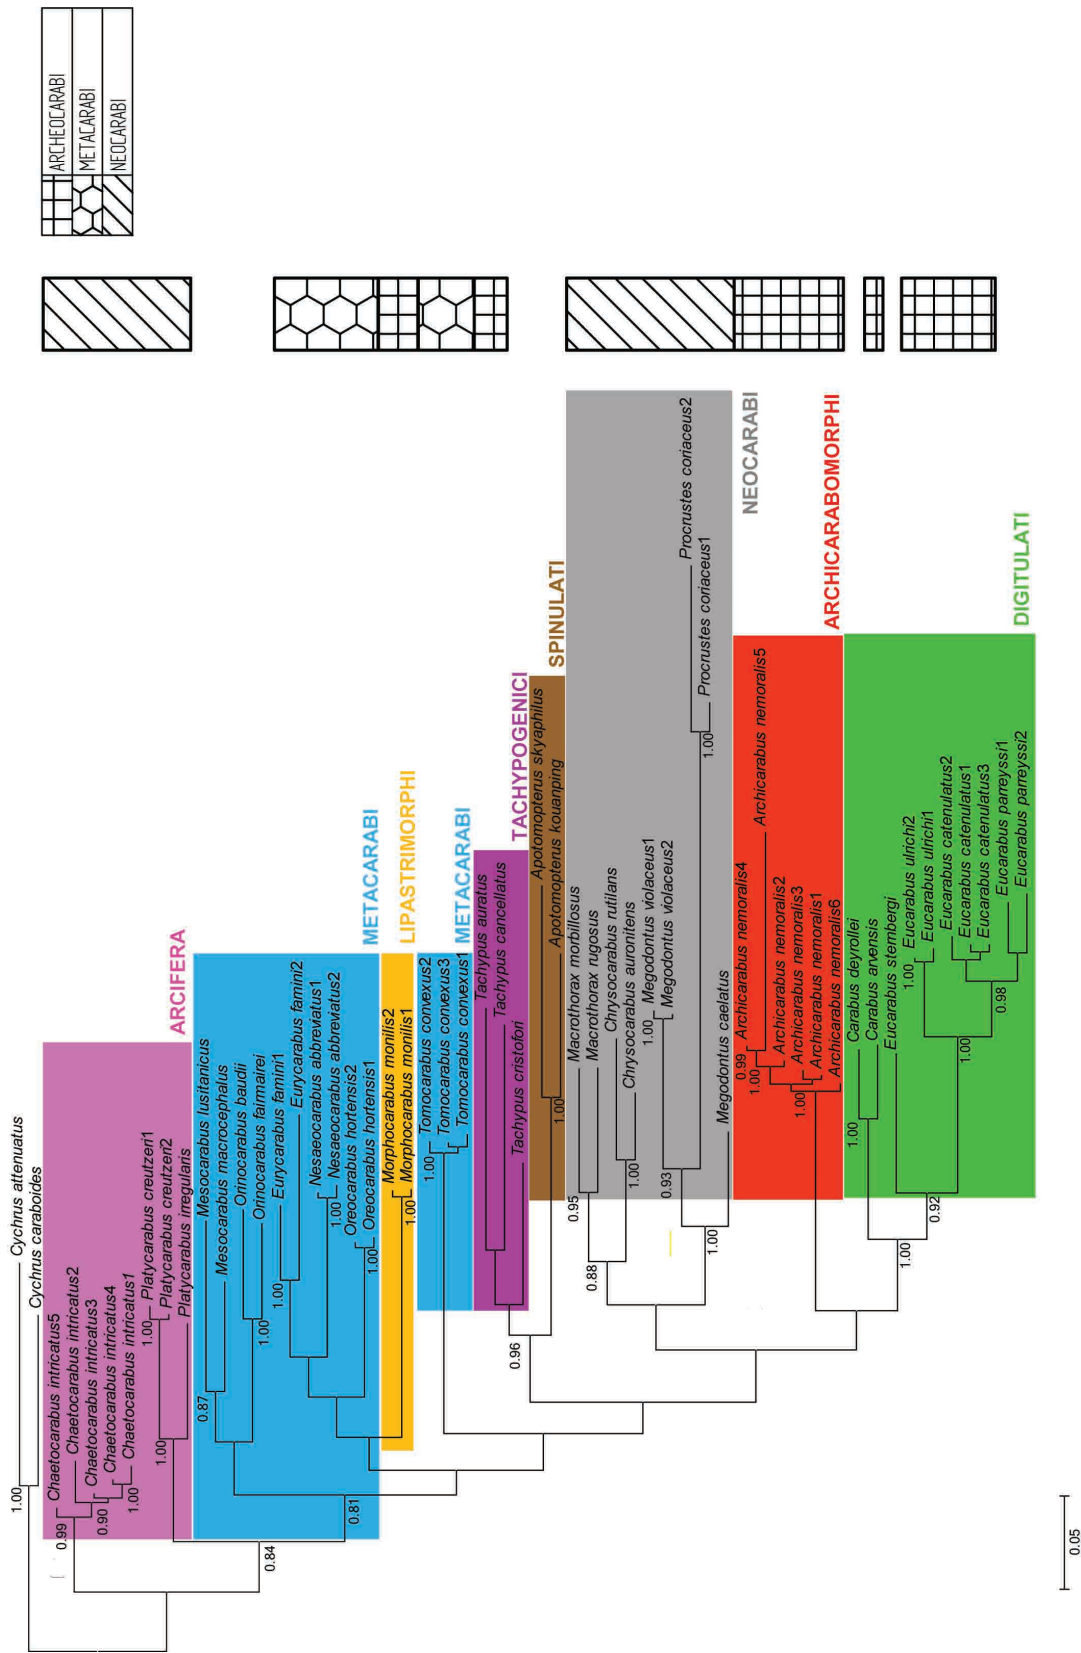 ARCHEOCARABI
METACARABI
NEOCARABI
Cychrus attenuatus
Cychrus caraboides
1.00
ARCIFERA
Chaetocarabus intricatus5
Chaetocarabus intricatus2
Chaetocarabus intricatus3
Chaetocarabus intricatus4
Chaetocarabus intricatus1
0.99
0.90
1.00
Platycarabus creutzeri1
Platycarabus creutzeri2
Platycarabus irregularis
1.00
1.00
METACARABI
Mesocarabus lusitanicus
Mesocarabus macrocephalus
0.87
Orinocarabus baudii
Orinocarabus fairmairei
1.00
Eurycarabus famini1
Eurycarabus famini2
1.00
Nesaeocarabus abbreviatus1
Nesaeocarabus abbreviatus2
1.00
Oreocarabus hortensis2
Oreocarabus hortensis1
1.00
0.84
0.81
LIPASTRIMORPHI
Morphocarabus monilis2
Morphocarabus monilis1
1.00
METACARABI
Tomocarabus convexus2
Tomocarabus convexus3
Tomocarabus convexus1
1.00
TACHYPOGENICI
Tachypus auratus
Tachypus cancellatus
Tachypus cristofori
0.96
SPINULATI
Apotomopterus skyaphilus
Apotomopterus kouanping
1.00
NEOCARABI
Macrothorax morbillosus
Macrothorax rugosus
0.95
0.88
Chrysocarabus rutilans
Chrysocarabus auronitens
1.00
Megodontus violaceus1
Megodontus violaceus2
1.00
0.93
Procrustes coriaceus2
Procrustes coriaceus1
1.00
Megodontus caelatus
1.00
ARCHICARABOMORPHI
Archicarabus nemoralis4
Archicarabus nemoralis5
Archicarabus nemoralis2
Archicarabus nemoralis3
Archicarabus nemoralis1
Archicarabus nemoralis6
0.99
1.00
1.00
DIGITULATI
Carabus deyrollei
Carabus arvensis
1.00
Eucarabus sternbergi
Eucarabus ulrichi2
Eucarabus ulrichi1
1.00
Eucarabus catenulatus2
Eucarabus catenulatus1
Eucarabus catenulatus3
Eucarabus parreyssi1
Eucarabus parreyssi2
0.98
1.00
0.92
1.00
0.05